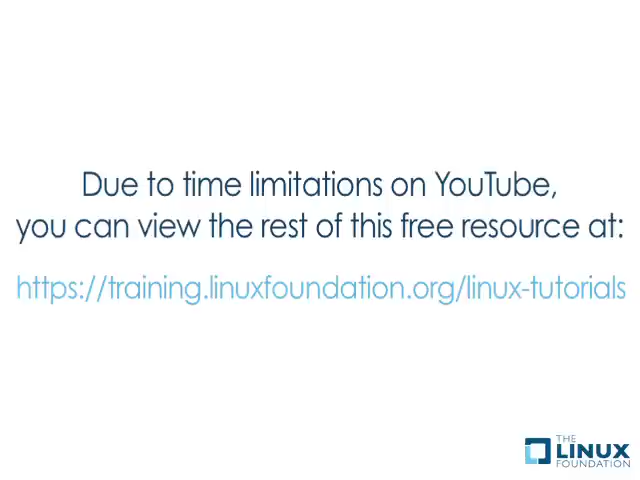 Due to time limitations on YouTube,
you can view the rest of this free resource at:
https://training.linuxfoundation.org/linux-tutorials
THE
LINUX
FOUNDATION